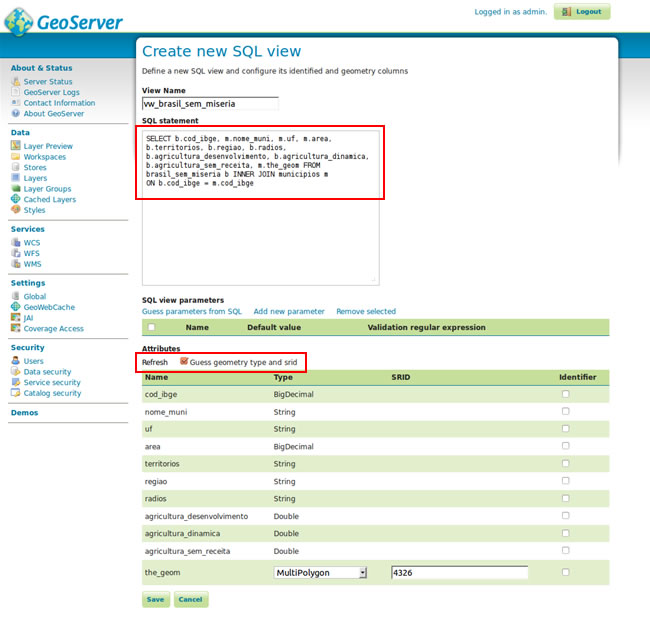 GeoServer
Logged in as admin.
Logout
About & Status
Server Status
GeoServer Logs
Contact Information
About GeoServer
Data
Layer Preview
Workspaces
Stores
Layers
Layer Groups
Cached Layers
Styles
Services
WCS
WFS
WMS
Settings
Global
GeoWebCache
JAI
Coverage Access
Security
Users
Data security
Service security
Catalog security
Demos
Create new SQL view
Define a new SQL view and configure its identified and geometry columns
View Name
vw_brasil_sem_miseria
SQL statement
SELECT b.cod_ibge, m.nome_muni, m.uf, m.area,
b.territorios, b.regiao, b.radios,
b.agricultura_desenvolvimento, b.agricultura_dinamica,
b.agricultura_sem_receita, m.the_geom FROM
brasil_sem_miseria b INNER JOIN municipios m
ON b.cod_ibge = m.cod_ibge
SQL view parameters
Guess parameters from SQL Add new parameter Remove selected
Name Default value Validation regular expression
Attributes
Refresh Guess geometry type and srid
Name Type SRID Identifier
cod_ibge BigDecimal
nome_muni String
uf String
area BigDecimal
territorios String
regiao String
radios String
agricultura_desenvolvimento Double
agricultura_dinamica Double
agricultura_sem_receita Double
the_geom MultiPolygon 4326
Save Cancel